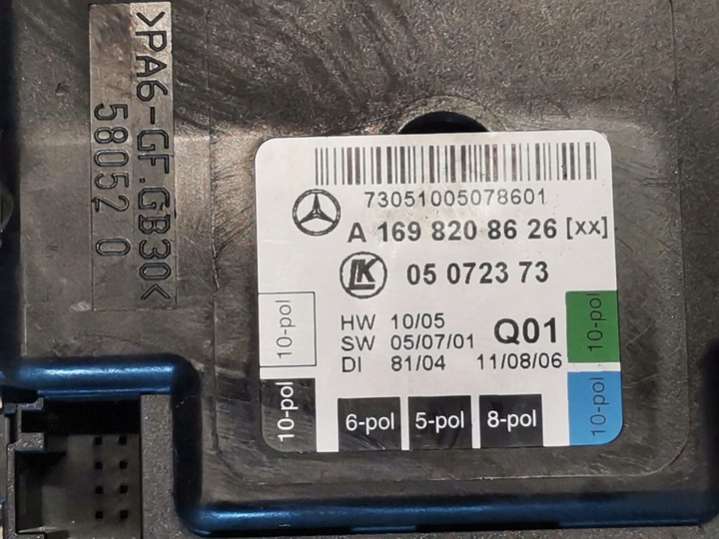 >PA6-GF.GB30<
58052 0
73051005078601
A 169 820 86 26 [xx]
LK 05 0723 73
HW 10/05 Q01
SW 05/07/01
DI 81/04 11/08/06
10-pol
10-pol
10-pol
10-pol
6-pol 5-pol 8-pol